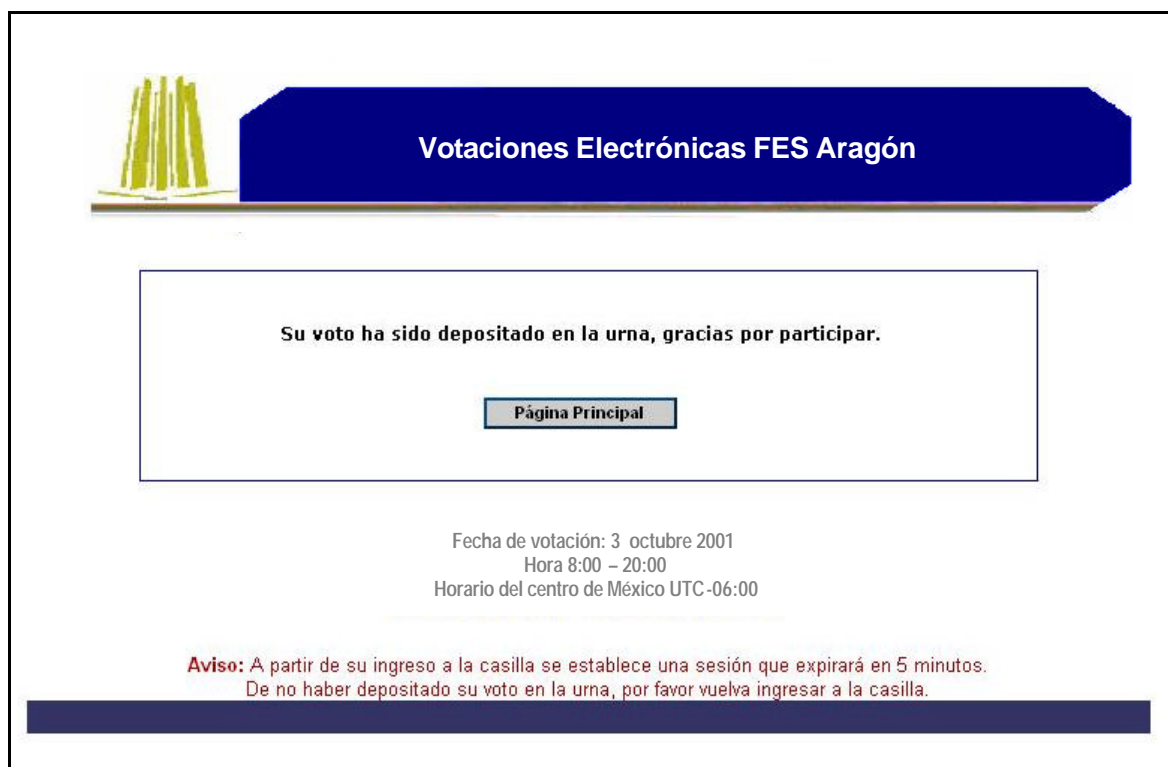 Votaciones Electrónicas FES Aragón
Su voto ha sido depositado en la urna, gracias por participar.
Página Principal
Fecha de votación: 3 octubre 2001
Hora 8:00 – 20:00
Horario del centro de México UTC-06:00
Aviso: A partir de su ingreso a la casilla se establece una sesión que expirará en 5 minutos.
De no haber depositado su voto en la urna, por favor vuelva ingresar a la casilla.